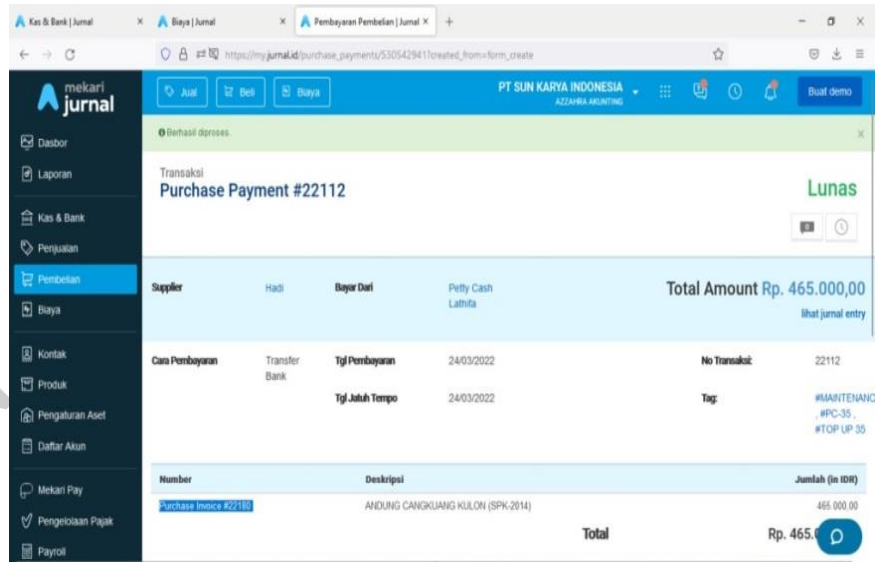 Kas & Bank | Jurnal
Biaya | Jurnal
Pembayaran Pembelian | Jurnal
https://my.jurnal.id/purchase_payments/53054294?created_from=form_create
mekari
jurnal
Jual
Beli
Biaya
PT SUN KARYA INDONESIA
AZZAHRA AKUNTING
Buat demo
Dasbor
Laporan
Kas & Bank
Penjualan
Pembelian
Biaya
Kontak
Produk
Pengaturan Aset
Daftar Akun
Mekari Pay
Pengelolaan Pajak
Payroll
Berhasil diproses.
Transaksi
Purchase Payment #22112
Lunas
0
Supplier
Hadi
Bayar Dari
Petty Cash
Lathifa
Total Amount Rp. 465.000,00
lihat jurnal entry
Cara Pembayaran
Transfer
Bank
Tgl Pembayaran
24/03/2022
No Transaksi:
22112
Tgl Jatuh Tempo
24/03/2022
Tag:
#MAINTENANC
, #PC-35 ,
#TOP UP 35
Number
Deskripsi
Jumlah (in IDR)
Purchase Invoice #22180
ANDUNG CANGKUANG KULON (SPK-2014)
465.000,00
Total
Rp. 465.